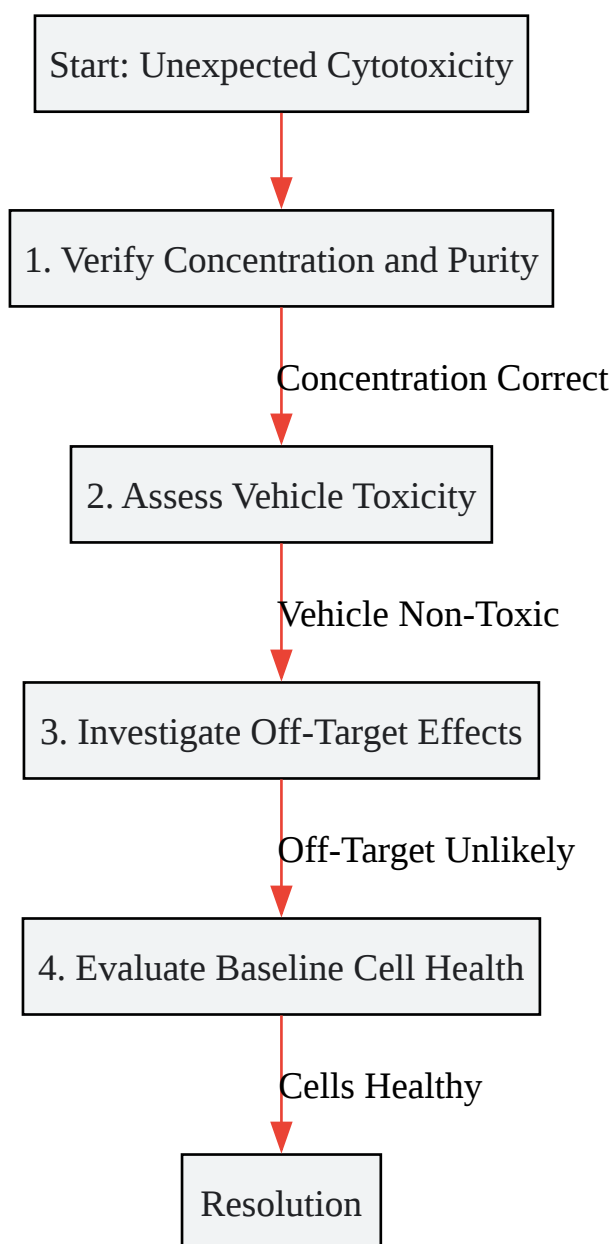 Start: Unexpected Cytotoxicity
1. Verify Concentration and Purity
Concentration Correct
2. Assess Vehicle Toxicity
Vehicle Non-Toxic
3. Investigate Off-Target Effects
Off-Target Unlikely
4. Evaluate Baseline Cell Health
Cells Healthy
Resolution